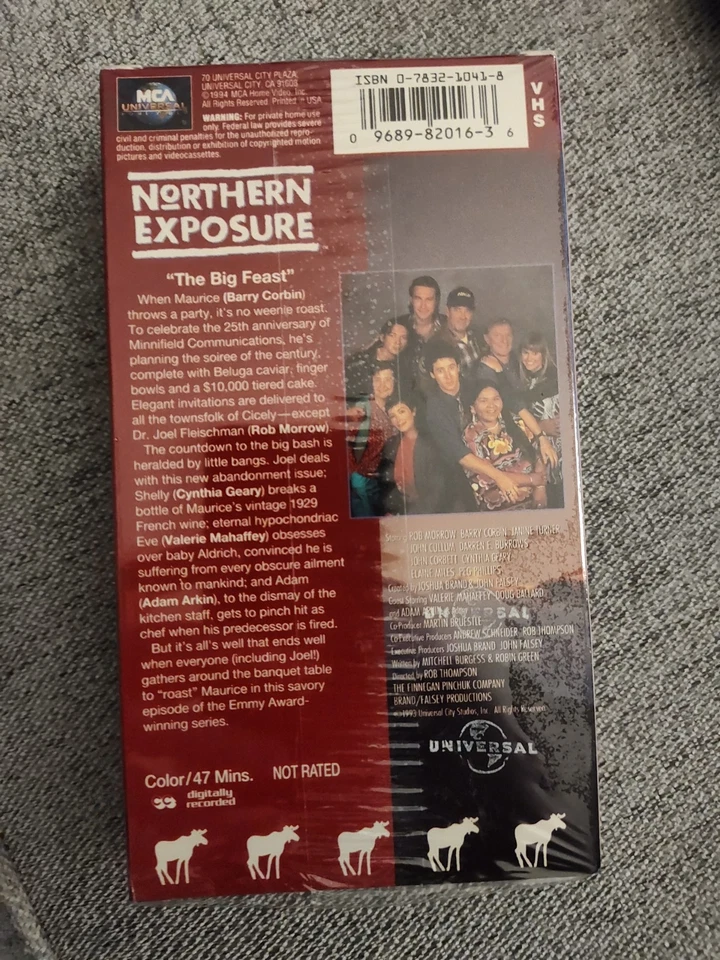 MCA
UNIVERSAL
70 UNIVERSAL CITY PLAZA,
UNIVERSAL CITY, CA 91608
©1994 MCA Home Video, Inc.
All Rights Reserved. Printed in USA
WARNING: For private home use
only. Federal law provides severe
civil and criminal penalties for the unauthorized repro-
duction, distribution or exhibition of copyrighted motion
pictures and videocassettes.
ISBN 0-7832-1041-8
0 9689-82016-3 6
VHS
NORTHERN
EXPOSURE
“The Big Feast”
When Maurice (Barry Corbin)
throws a party, it's no weenie roast.
To celebrate the 25th anniversary of
Minnifield Communications, he's
planning the soiree of the century,
complete with Beluga caviar, finger
bowls and a $10,000 tiered cake.
Elegant invitations are delivered to
all the townsfolk of Cicely—except
Dr. Joel Fleischman (Rob Morrow).
The countdown to the big bash is
heralded by little bangs. Joel deals
with this new abandonment issue;
Shelly (Cynthia Geary) breaks a
bottle of Maurice's vintage 1929
French wine; eternal hypochondriac
Eve (Valerie Mahaffey) obsesses
over baby Aldrich, convinced he is
suffering from every obscure ailment
known to mankind; and Adam
(Adam Arkin), to the dismay of the
kitchen staff, gets to pinch hit as
chef when his predecessor is fired.
But it's all's well that ends well
when everyone (including Joel!)
gathers around the banquet table
to “roast” Maurice in this savory
episode of the Emmy Award-
winning series.
Color/47 Mins. NOT RATED
CC digitally
recorded
Starring ROB MORROW BARRY CORBIN JANINE TURNER
JOHN CULLUM DARREN E. BURROWS
JOHN CORBETT CYNTHIA GEARY
ELAINE MILES PEG PHILLIPS
Created by JOSHUA BRAND & JOHN FALSEY
Guest Starring VALERIE MAHAFFEY DOUG BALLARD
and ADAM
UNIVERSAL
Co-Producer MARTIN BRUESTLE
Co-Executive Producers ANDREW SCHNEIDER ROB THOMPSON
Executive Producers JOSHUA BRAND JOHN FALSEY
Written by MITCHELL BURGESS & ROBIN GREEN
Directed by ROB THOMPSON
THE FINNEGAN PINCHUK COMPANY
BRAND/FALSEY PRODUCTIONS
©1993 Universal City Studios, Inc. All Rights Reserved.
UNIVERSAL